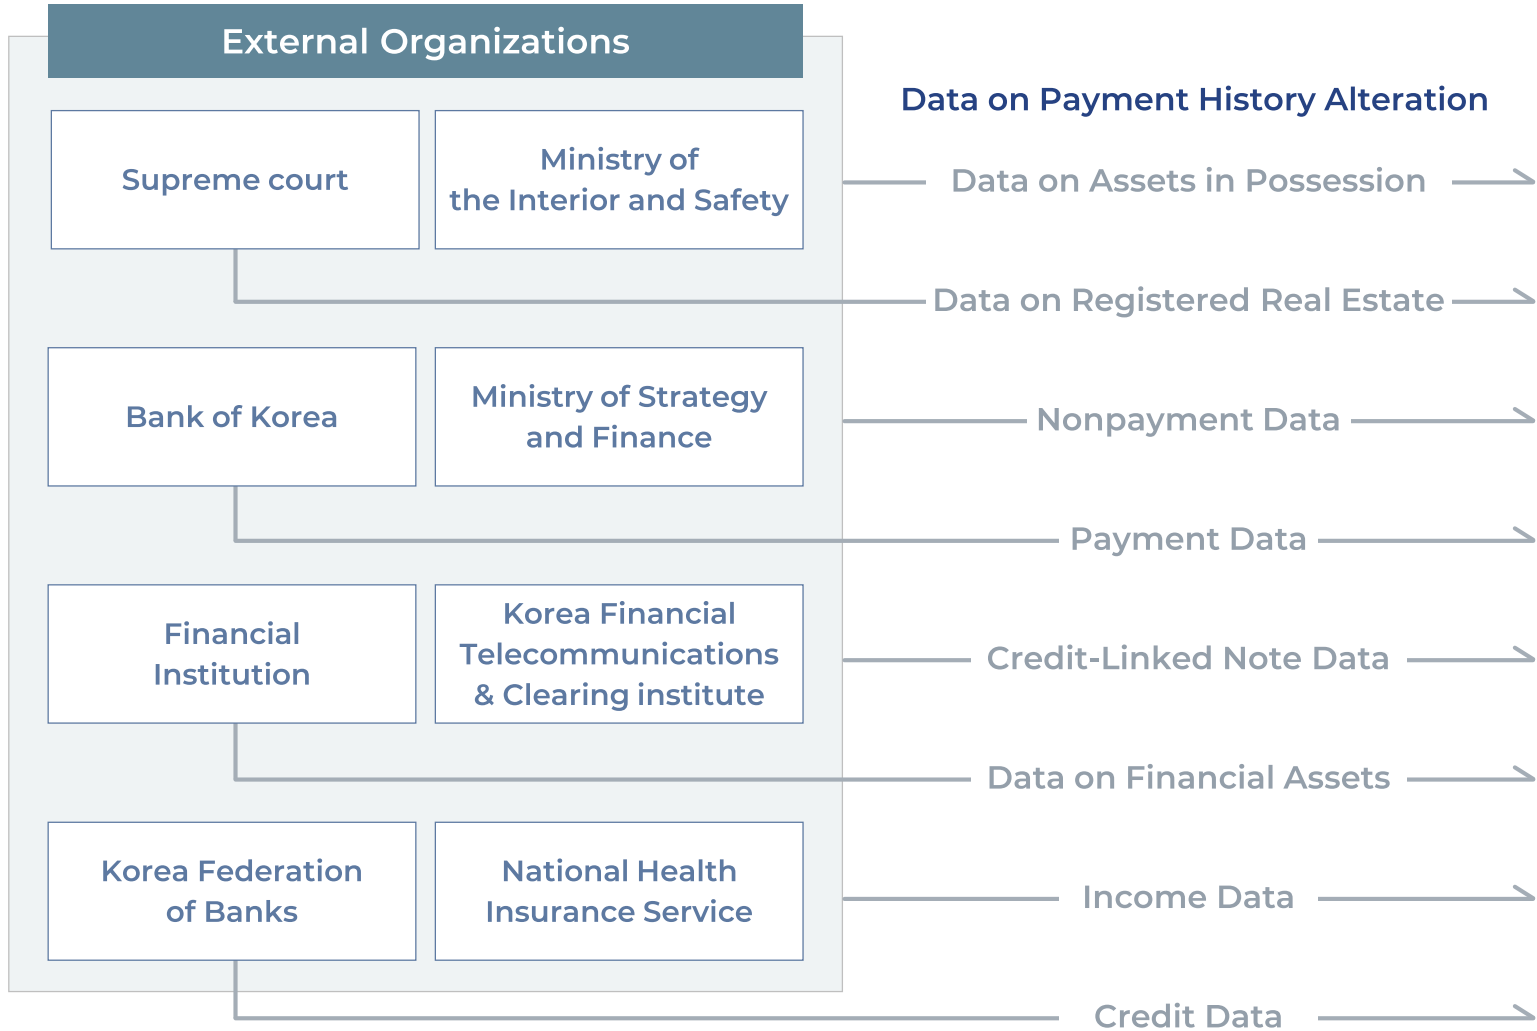 External Organizations
Data on Payment History Alteration
Supreme court
Ministry of
the Interior and Safety
Data on Assets in Possession
Data on Registered Real Estate
Bank of Korea
Ministry of Strategy
and Finance
Nonpayment Data
Payment Data
Financial
Institution
Korea Financial
Telecommunications
& Clearing institute
Credit-Linked Note Data
Data on Financial Assets
Korea Federation
of Banks
National Health
Insurance Service
Income Data
Credit Data